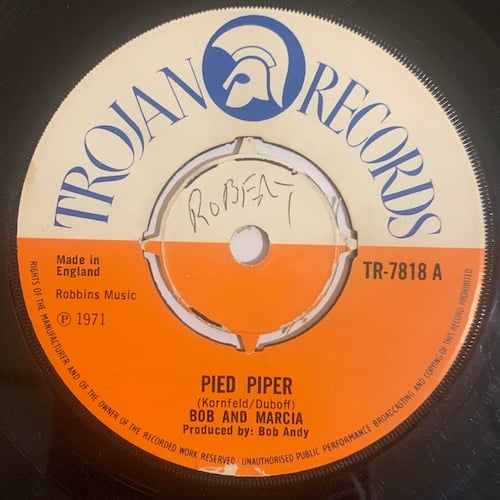 TROJAN RECORDS
ROBERT
Made in
England
Robbins Music
℗ 1971
TR-7818 A
PIED PIPER
(Kornfeld/Duboff)
BOB AND MARCIA
Produced by: Bob Andy
RIGHTS OF THE MANUFACTURER AND OF THE OWNER OF THE RECORDED WORK RESERVED - UNAUTHORISED PUBLIC PERFORMANCE BROADCASTING AND COPYING OF THIS RECORD PROHIBITED